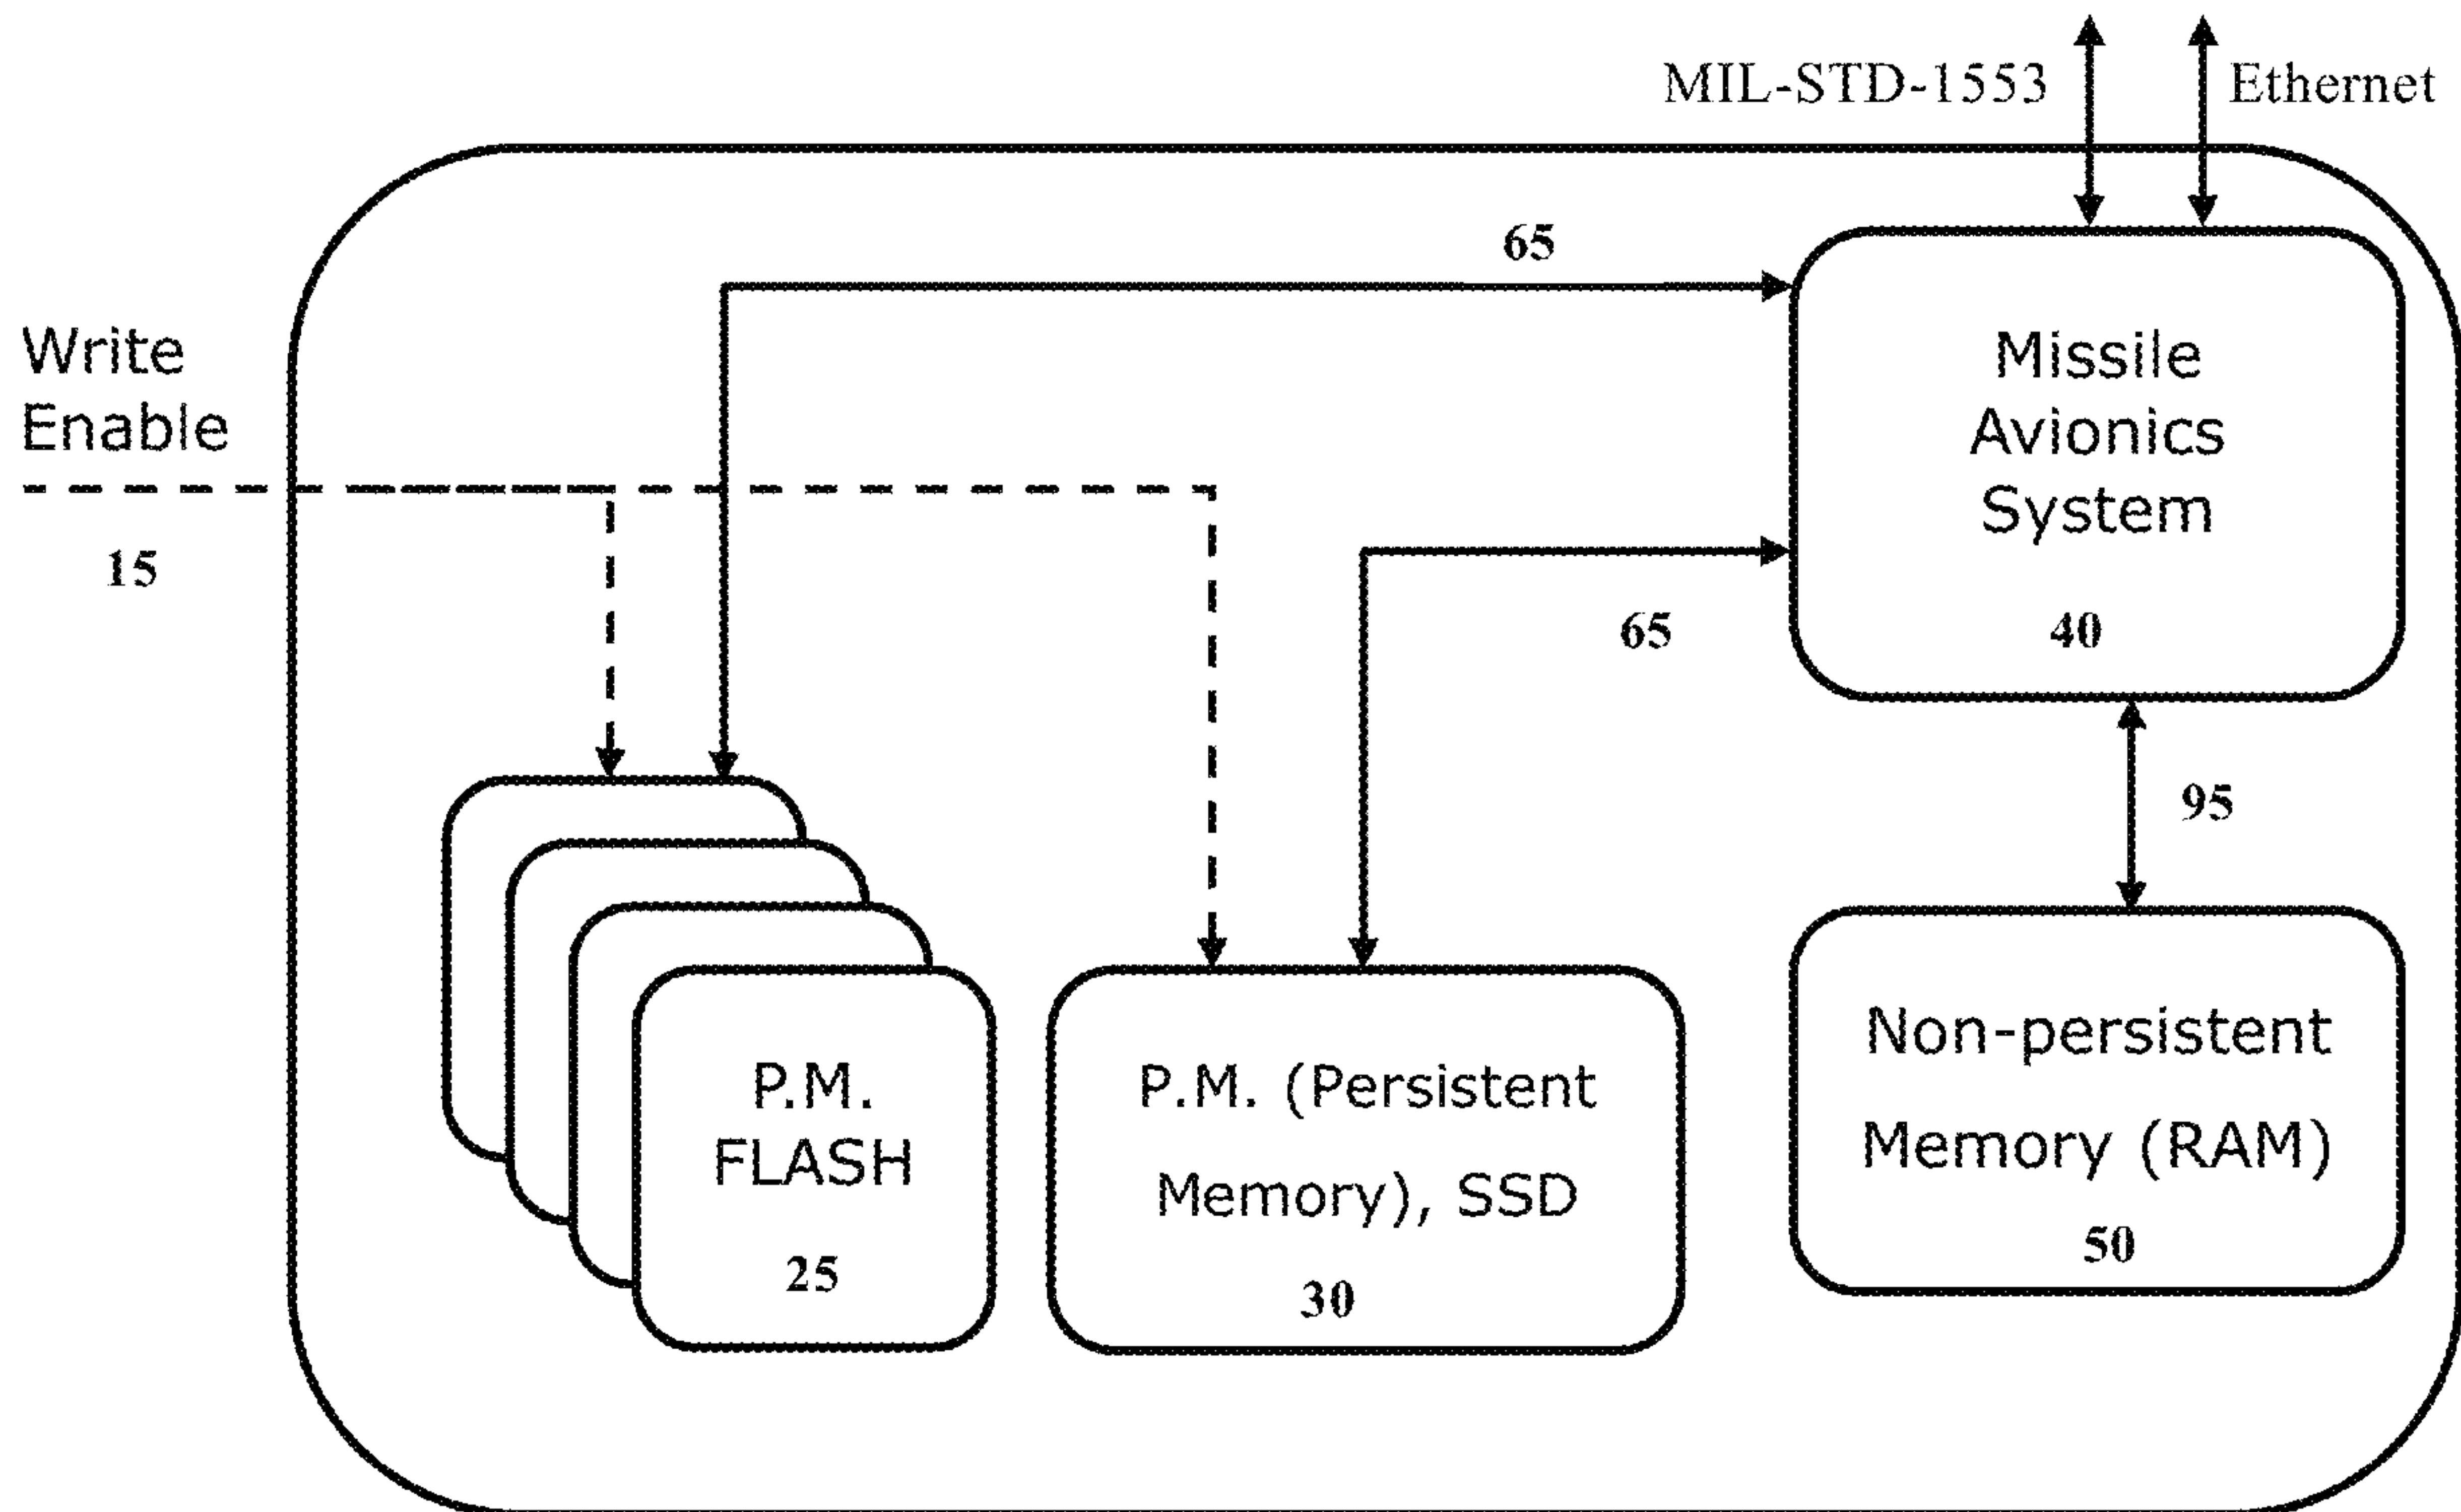 MIL-STD-1553
Ethernet
65
Write
Enable
15
Missile
Avionics
System
40
65
95
P.M.
FLASH
25
P.M. (Persistent
Memory), SSD
30
Non-persistent
Memory (RAM)
50